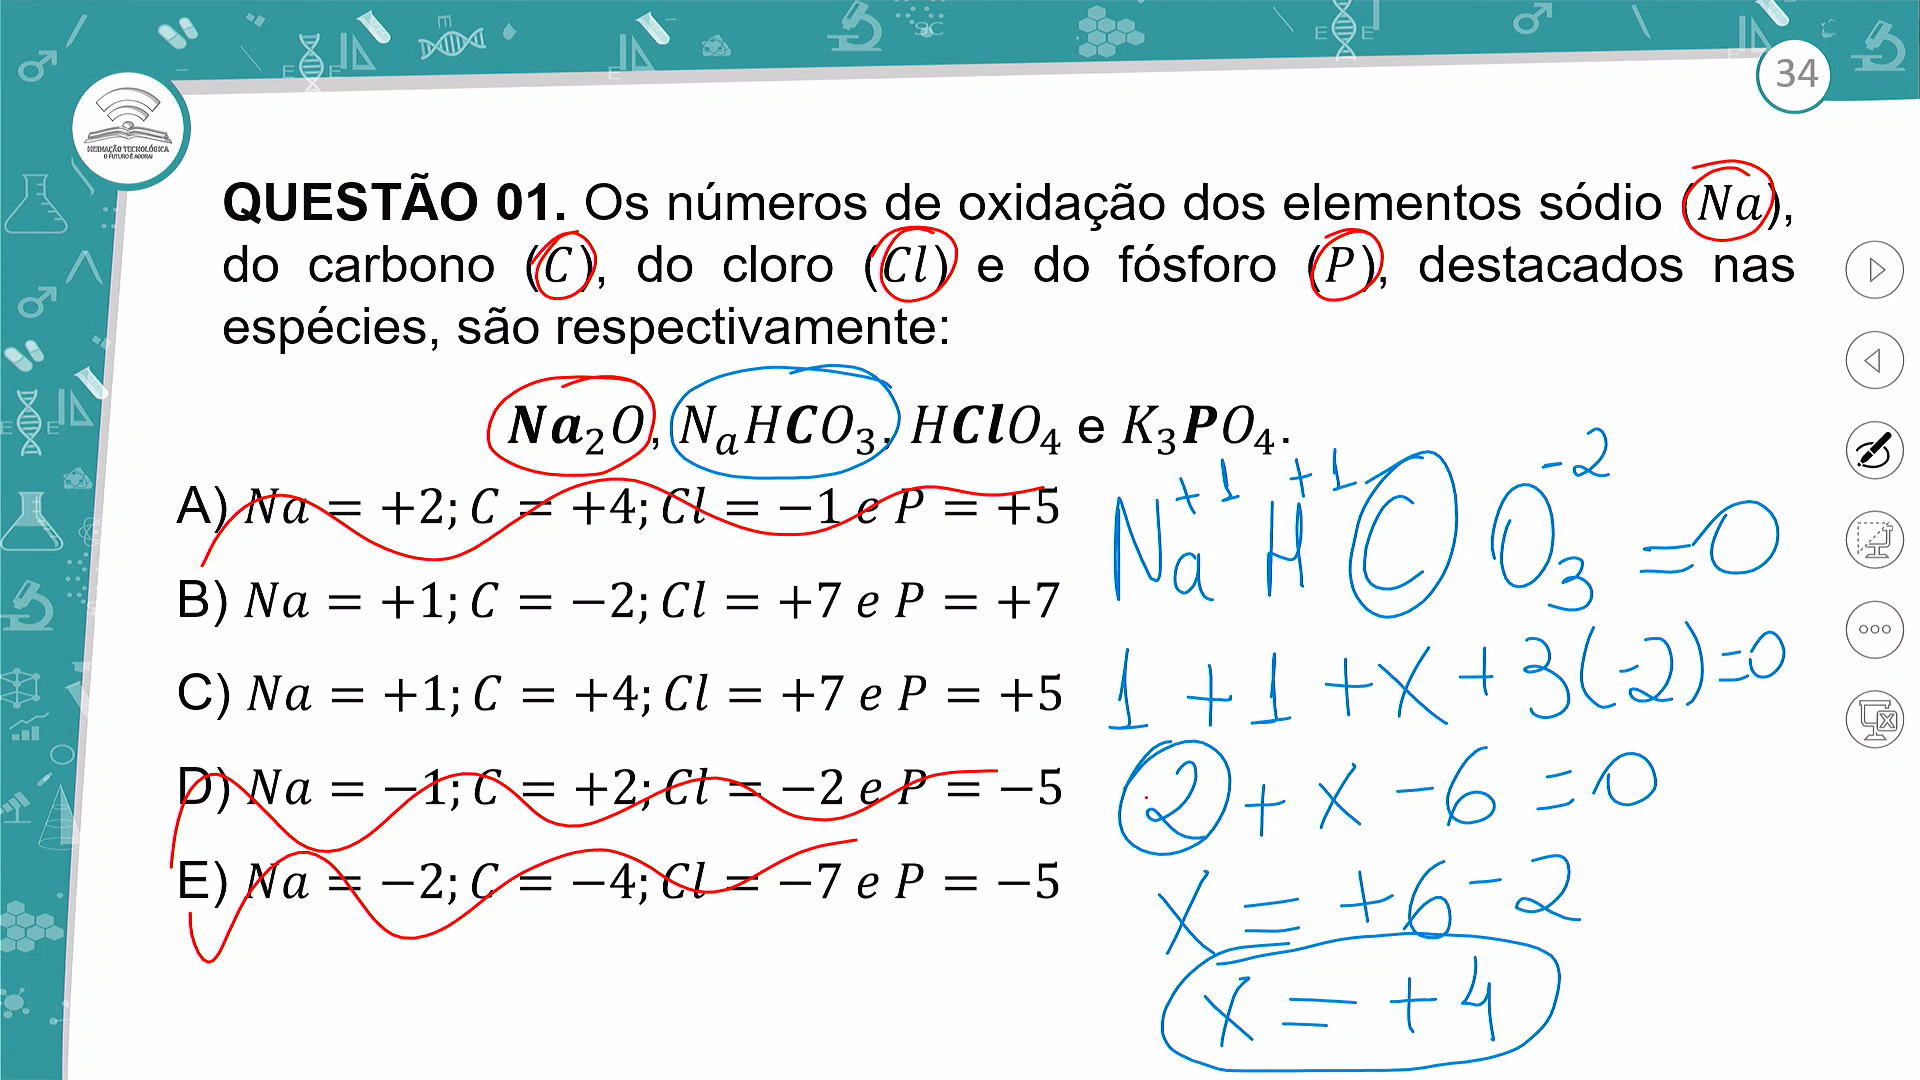 34
MEDIAÇÃO TECNOLÓGICA
O FUTURO É AGORA!
QUESTÃO 01. Os números de oxidação dos elementos sódio (Na),
do carbono (C), do cloro (Cl) e do fósforo (P), destacados nas
espécies, são respectivamente:
Na₂O, NₐHCO₃, HClO₄ e K₃PO₄.
A) Na = +2; C = +4; Cl = −1 e P = +5
B) Na = +1; C = −2; Cl = +7 e P = +7
C) Na = +1; C = +4; Cl = +7 e P = +5
D) Na = −1; C = +2; Cl = −2 e P = −5
E) Na = −2; C = −4; Cl = −7 e P = −5
+1 +1 -2
Na H C O₃ = 0
1 + 1 + x + 3(-2) = 0
2 + x - 6 = 0
x = +6 - 2
x = +4